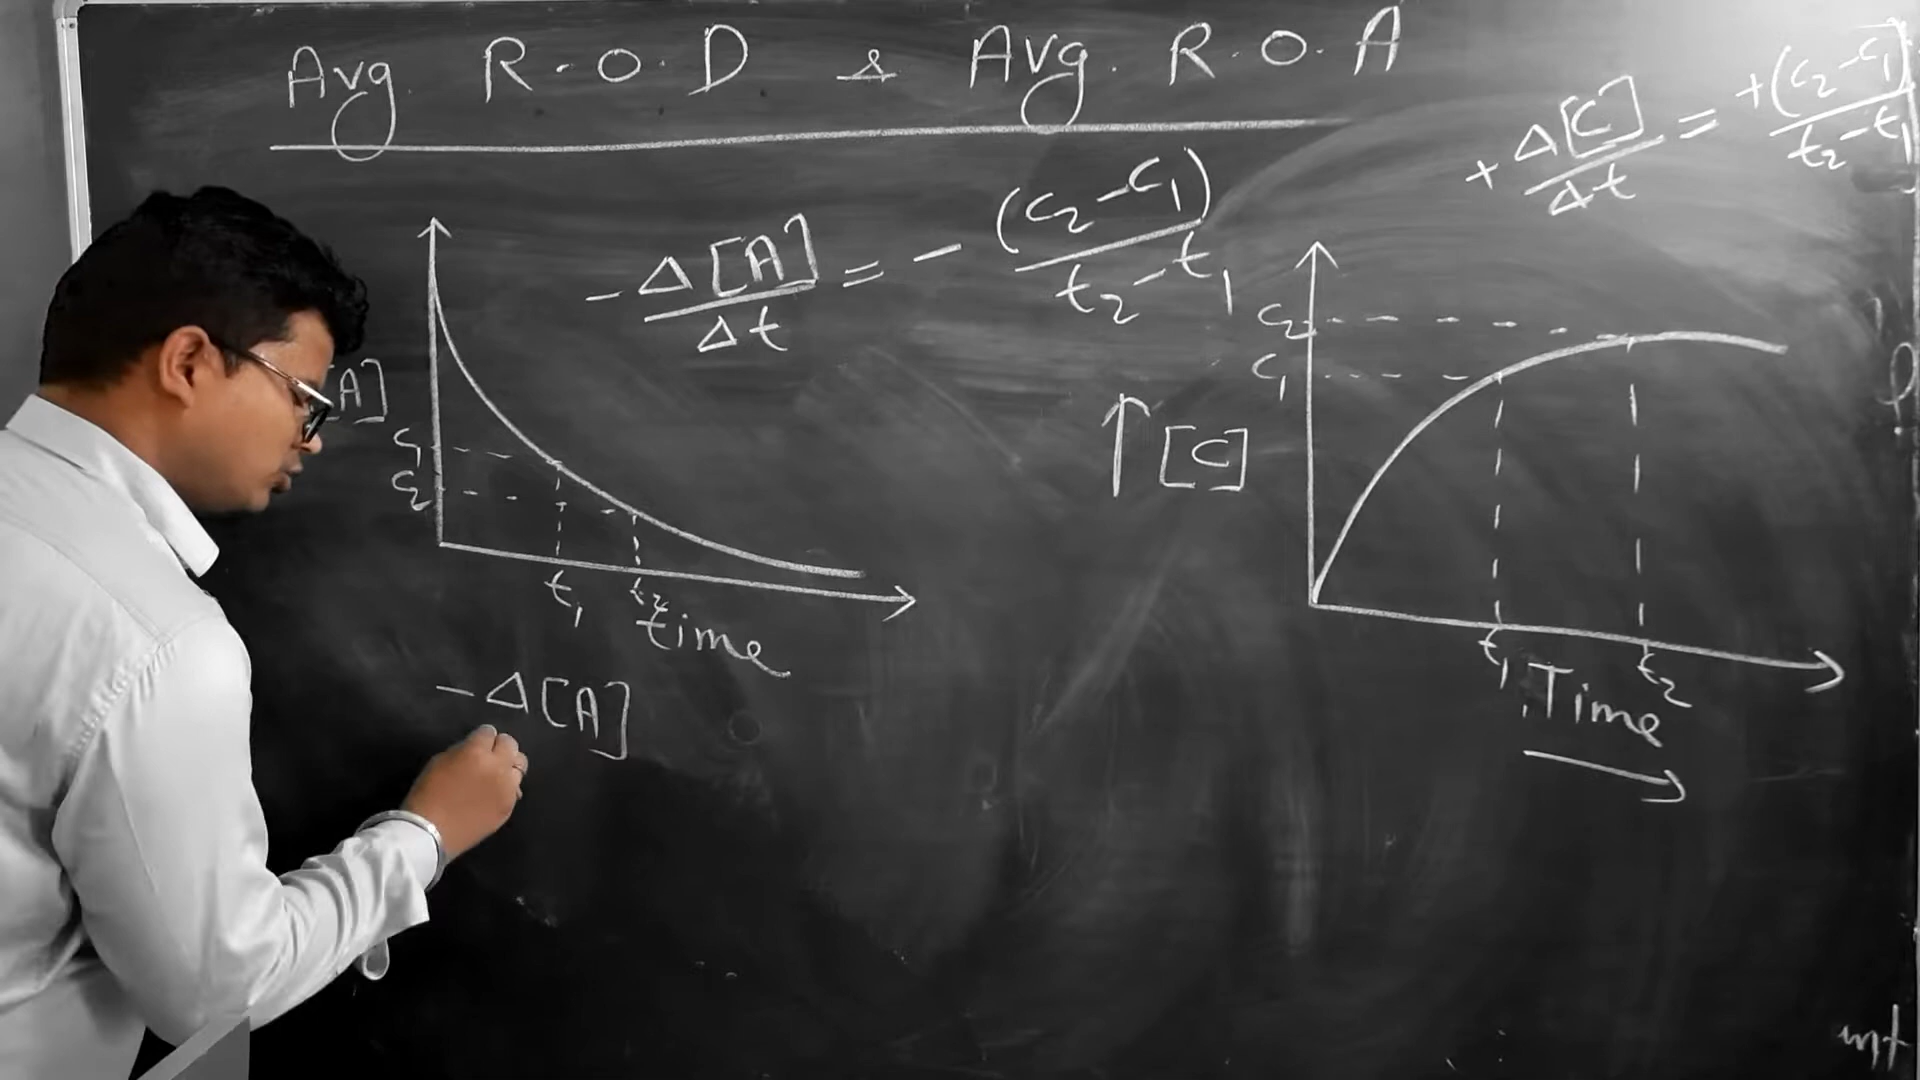 Avg. R.O.D & Avg. R.O.A
-Δ[A]/Δt = -(c₂-c₁)/t₂-t₁
+Δ[C]/Δt = +(c₂-c₁)/t₂-t₁
[A]
c₁
c₂
t₁ t₂
time
-Δ[A]
c₂
c₁
[C]
t₁ t₂
Time